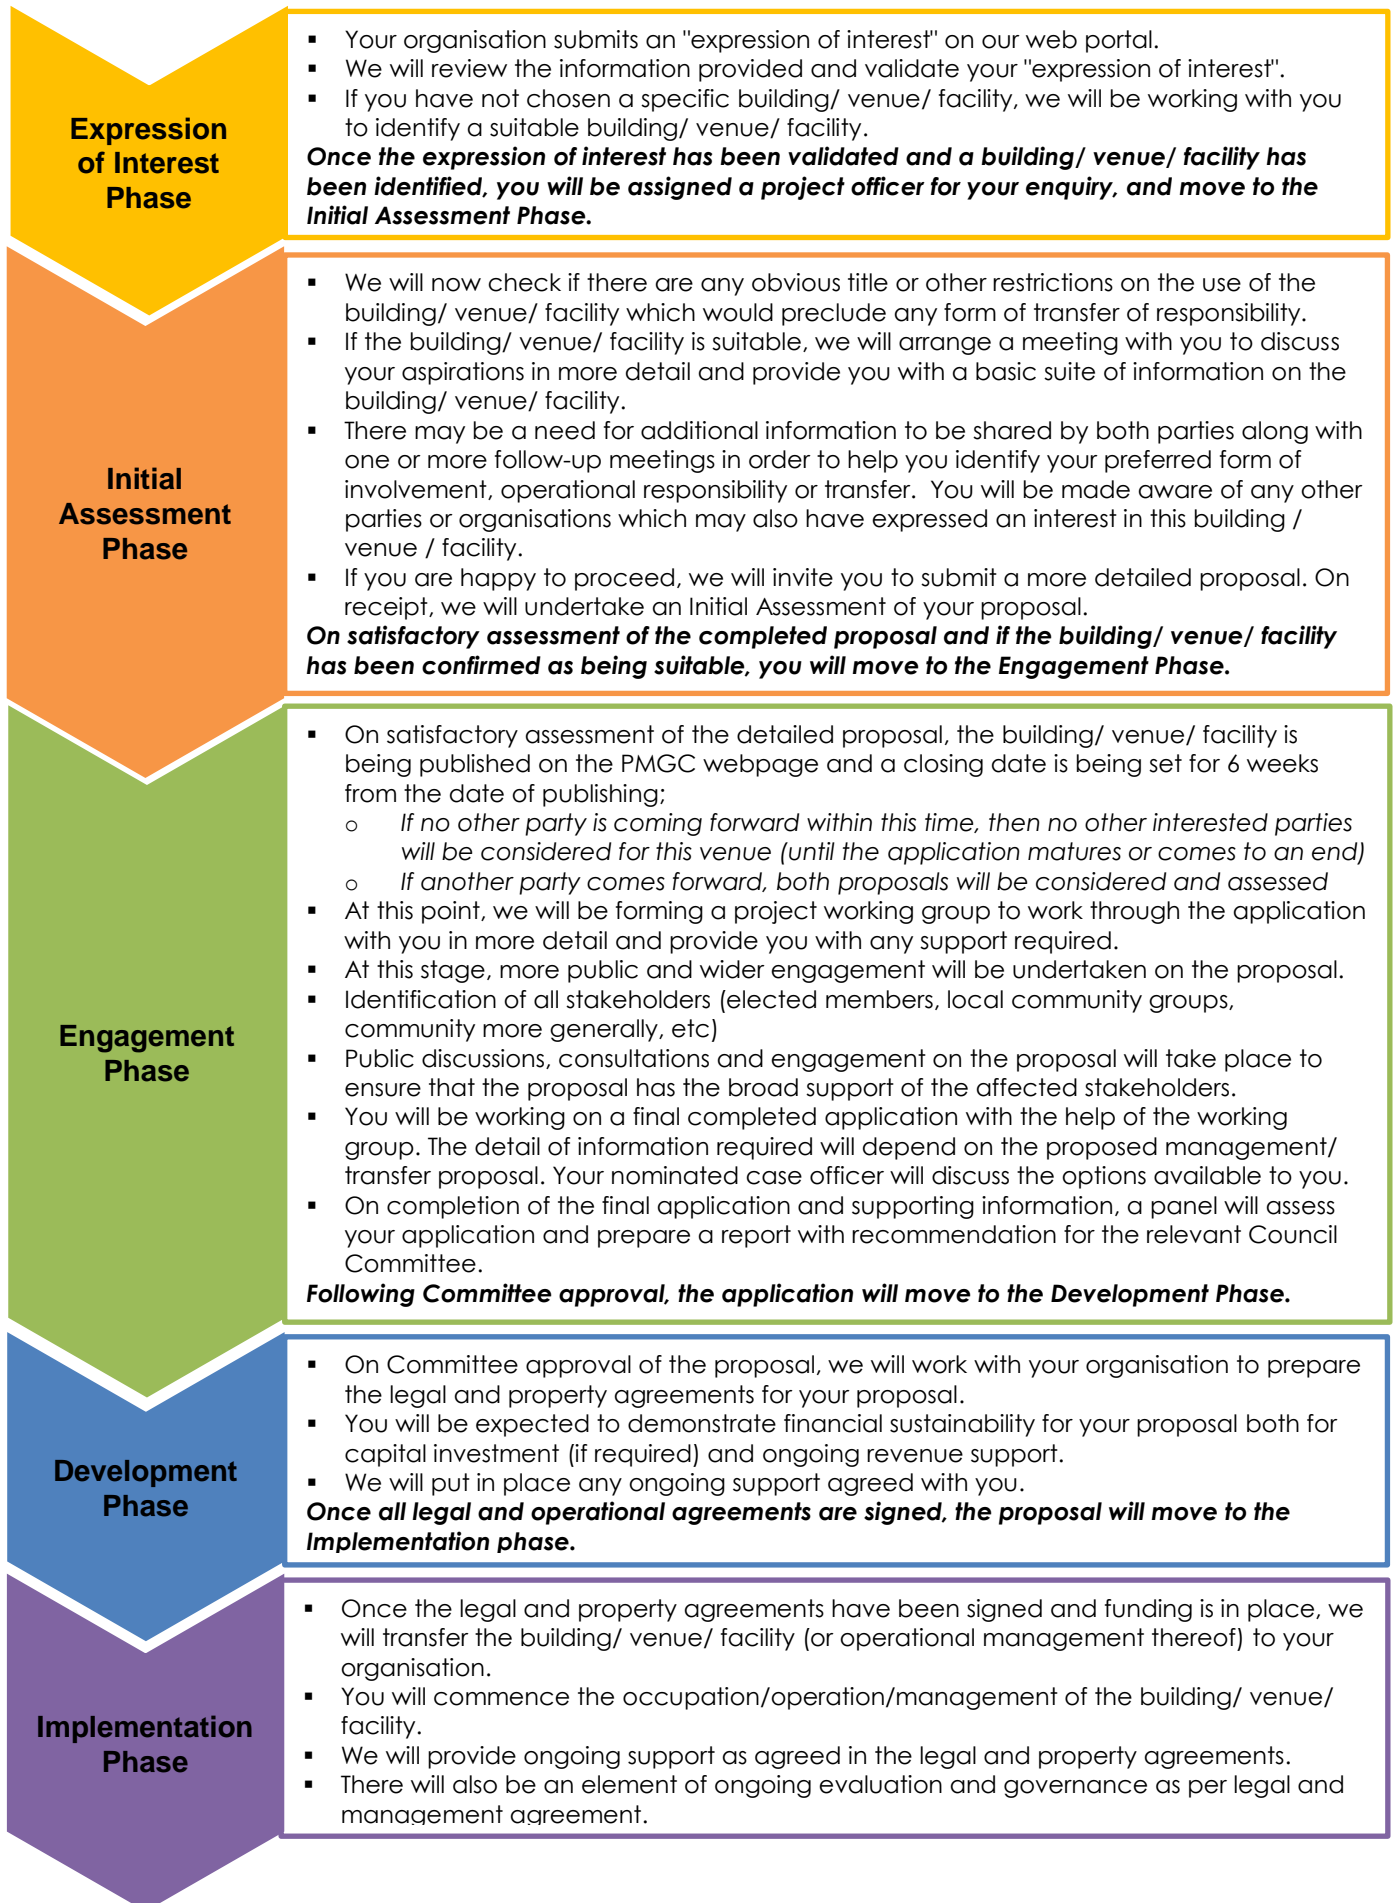 Expression
of Interest
Phase
▪ Your organisation submits an "expression of interest" on our web portal.
▪ We will review the information provided and validate your "expression of interest".
▪ If you have not chosen a specific building/ venue/ facility, we will be working with you
to identify a suitable building/ venue/ facility.
Once the expression of interest has been validated and a building/ venue/ facility has
been identified, you will be assigned a project officer for your enquiry, and move to the
Initial Assessment Phase.
Initial
Assessment
Phase
▪ We will now check if there are any obvious title or other restrictions on the use of the
building/ venue/ facility which would preclude any form of transfer of responsibility.
▪ If the building/ venue/ facility is suitable, we will arrange a meeting with you to discuss
your aspirations in more detail and provide you with a basic suite of information on the
building/ venue/ facility.
▪ There may be a need for additional information to be shared by both parties along with
one or more follow-up meetings in order to help you identify your preferred form of
involvement, operational responsibility or transfer. You will be made aware of any other
parties or organisations which may also have expressed an interest in this building /
venue / facility.
▪ If you are happy to proceed, we will invite you to submit a more detailed proposal. On
receipt, we will undertake an Initial Assessment of your proposal.
On satisfactory assessment of the completed proposal and if the building/ venue/ facility
has been confirmed as being suitable, you will move to the Engagement Phase.
Engagement
Phase
▪ On satisfactory assessment of the detailed proposal, the building/ venue/ facility is
being published on the PMGC webpage and a closing date is being set for 6 weeks
from the date of publishing;
o If no other party is coming forward within this time, then no other interested parties
will be considered for this venue (until the application matures or comes to an end)
o If another party comes forward, both proposals will be considered and assessed
▪ At this point, we will be forming a project working group to work through the application
with you in more detail and provide you with any support required.
▪ At this stage, more public and wider engagement will be undertaken on the proposal.
▪ Identification of all stakeholders (elected members, local community groups,
community more generally, etc)
▪ Public discussions, consultations and engagement on the proposal will take place to
ensure that the proposal has the broad support of the affected stakeholders.
▪ You will be working on a final completed application with the help of the working
group. The detail of information required will depend on the proposed management/
transfer proposal. Your nominated case officer will discuss the options available to you.
▪ On completion of the final application and supporting information, a panel will assess
your application and prepare a report with recommendation for the relevant Council
Committee.
Following Committee approval, the application will move to the Development Phase.
Development
Phase
▪ On Committee approval of the proposal, we will work with your organisation to prepare
the legal and property agreements for your proposal.
▪ You will be expected to demonstrate financial sustainability for your proposal both for
capital investment (if required) and ongoing revenue support.
▪ We will put in place any ongoing support agreed with you.
Once all legal and operational agreements are signed, the proposal will move to the
Implementation phase.
Implementation
Phase
▪ Once the legal and property agreements have been signed and funding is in place, we
will transfer the building/ venue/ facility (or operational management thereof) to your
organisation.
▪ You will commence the occupation/operation/management of the building/ venue/
facility.
▪ We will provide ongoing support as agreed in the legal and property agreements.
▪ There will also be an element of ongoing evaluation and governance as per legal and
management agreement.